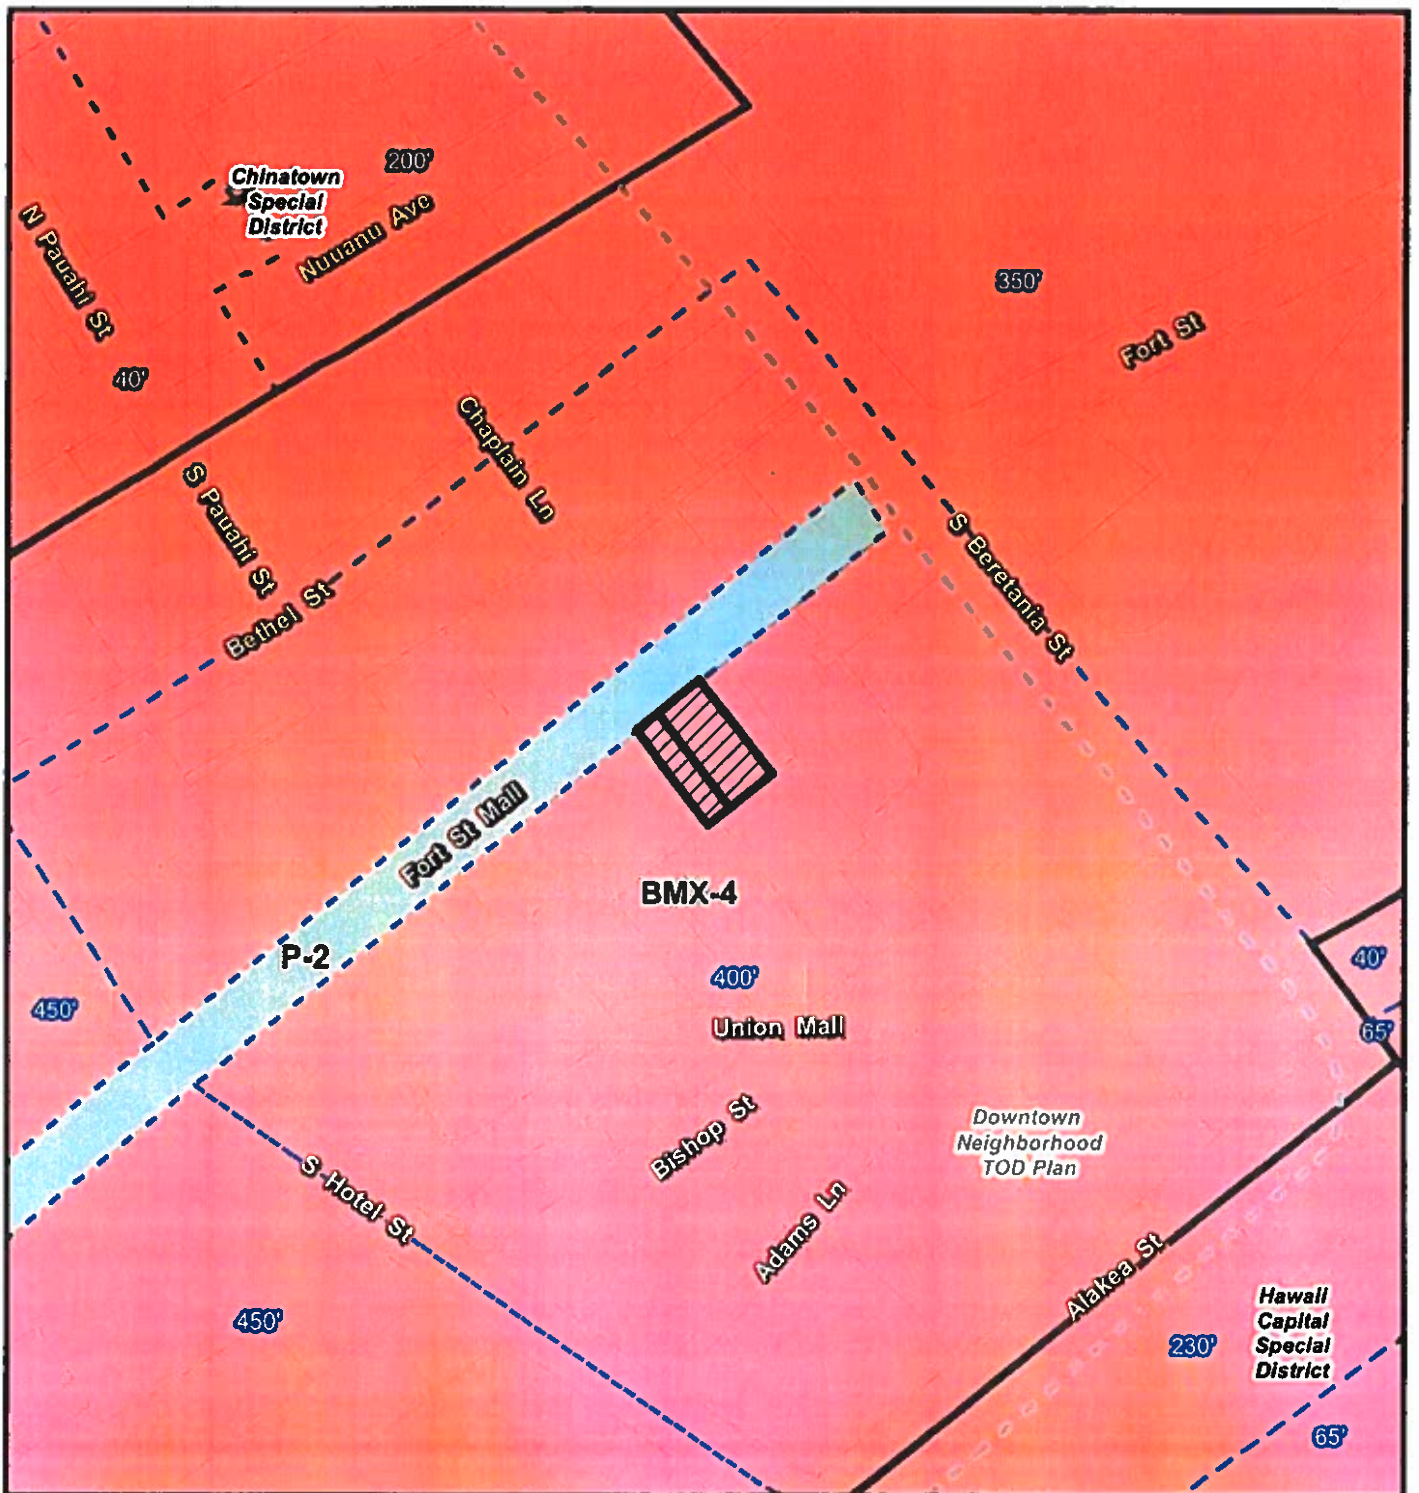 200'
Chinatown
Special
District
Nuuanu Ave
N Pauahi St
350'
Fort St
40'
Chaplain Ln
S Pauahi St
S Beretania St
Bethel St
Fort St Mall
BMX-4
P-2
400'
40'
450'
Union Mall
65'
Bishop St
Downtown
Neighborhood
TOD Plan
S Hotel St
Adams Ln
Alakea St
450'
Hawaii
Capital
Special
District
230'
65'